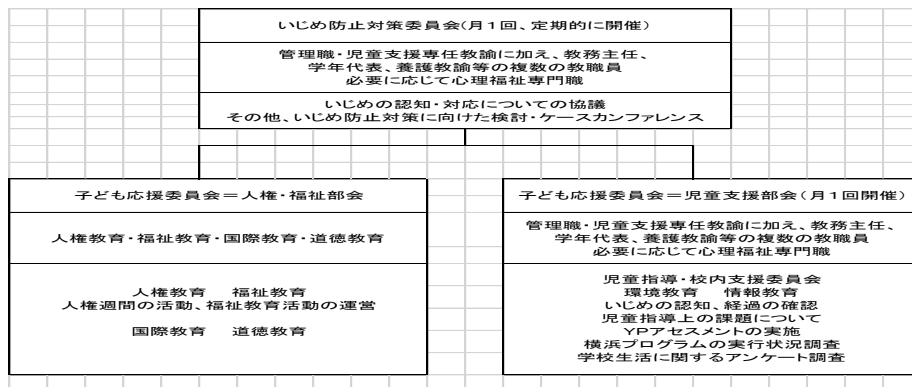 いじめ防止対策委員会(月1回、定期的に開催)
管理職・児童支援専任教諭に加え、教務主任、
学年代表、養護教諭等の複数の教職員
必要に応じて心理福祉専門職
いじめの認知・対応についての協議
その他、いじめ防止対策に向けた検討・ケースカンファレンス
子ども応援委員会=人権・福祉部会
人権教育・福祉教育・国際教育・道徳教育
人権教育 福祉教育
人権週間の活動、福祉教育活動の運営
国際教育 道徳教育
子ども応援委員会=児童支援部会(月1回開催)
管理職・児童支援専任教諭に加え、教務主任、
学年代表、養護教諭等の複数の教職員
必要に応じて心理福祉専門職
児童指導・校内支援委員会
環境教育 情報教育
いじめの認知、経過の確認
児童指導上の課題について
YPアセスメントの実施
横浜プログラムの実行状況調査
学校生活に関するアンケート調査